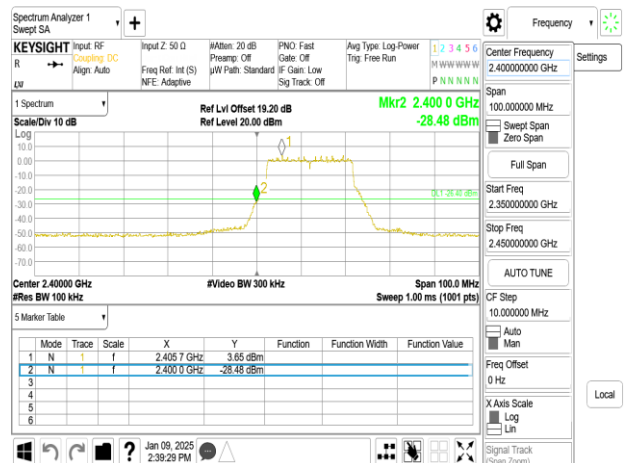 Spectrum Analyzer 1
Swept SA
Frequency
KEYSIGHT
R
Input: RF
Coupling: DC
Align: Auto
Input Z: 50 Ω
Freq Ref: Int (S)
NFE: Adaptive
#Atten: 20 dB
Preamp: Off
µW Path: Standard
PNO: Fast
Gate: Off
IF Gain: Low
Sig Track: Off
Avg Type: Log-Power
Trig: Free Run
1 2 3 4 5 6
M W W W W W
P N N N N N
1 Spectrum
Scale/Div 10 dB
Ref Lvl Offset 19.20 dB
Ref Level 20.00 dBm
Mkr2 2.400 0 GHz
-28.48 dBm
Log
10.0
0.00
-10.0
-20.0
-30.0
-40.0
-50.0
-60.0
-70.0
1
2
Center 2.40000 GHz
#Res BW 100 kHz
#Video BW 300 kHz
Span 100.0 MHz
Sweep 1.00 ms (1001 pts)
5 Marker Table
Mode Trace Scale X Y Function Function Width Function Value
1 N 1 f 2.405 7 GHz 3.65 dBm
2 N 1 f 2.400 0 GHz -28.48 dBm
3
4
5
6
Jan 09, 2025
2:39:29 PM
Center Frequency
2.400000000 GHz
Span
100.000000 MHz
Swept Span
Zero Span
Full Span
Start Freq
2.350000000 GHz
Stop Freq
2.450000000 GHz
AUTO TUNE
CF Step
10.000000 MHz
Auto
Man
Freq Offset
0 Hz
X Axis Scale
Log
Lin
Signal Track
(Span Zoom)
Settings
Local